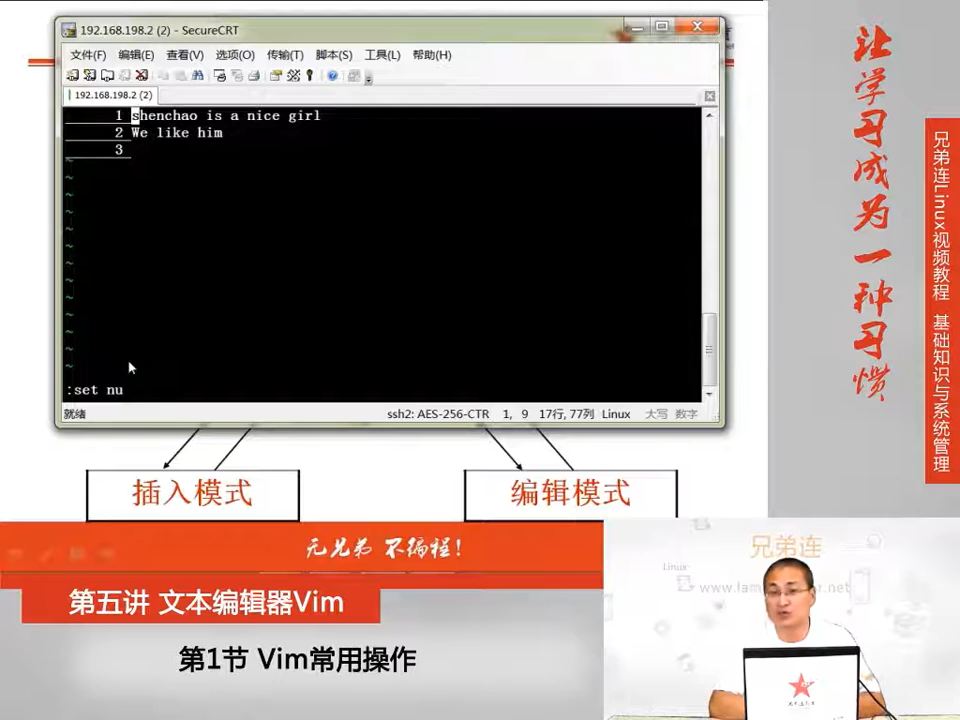 192.168.198.2 (2) - SecureCRT
文件(F) 编辑(E) 查看(V) 选项(O) 传输(T) 脚本(S) 工具(L) 帮助(H)
192.168.198.2 (2)
1 shenchao is a nice girl
2 We like him
3
~
~
~
~
~
~
~
~
~
~
~
~
~
:set nu
就绪
ssh2: AES-256-CTR 1, 9 17行, 77列 Linux 大写 数字
插入模式
编辑模式
让学习成为一种习惯
兄弟连Linux视频教程 基础知识与系统管理
无兄弟 不编程!
第五讲 文本编辑器Vim
第1节 Vim常用操作
兄弟连
Linux